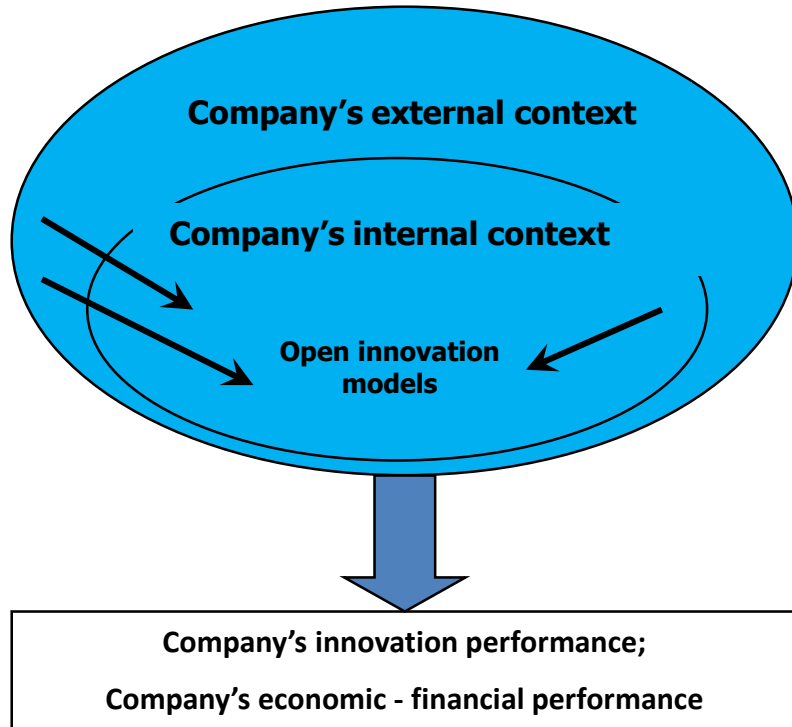 Company’s external context
Company’s internal context
Open innovation
models
Company’s innovation performance;
Company’s economic - financial performance